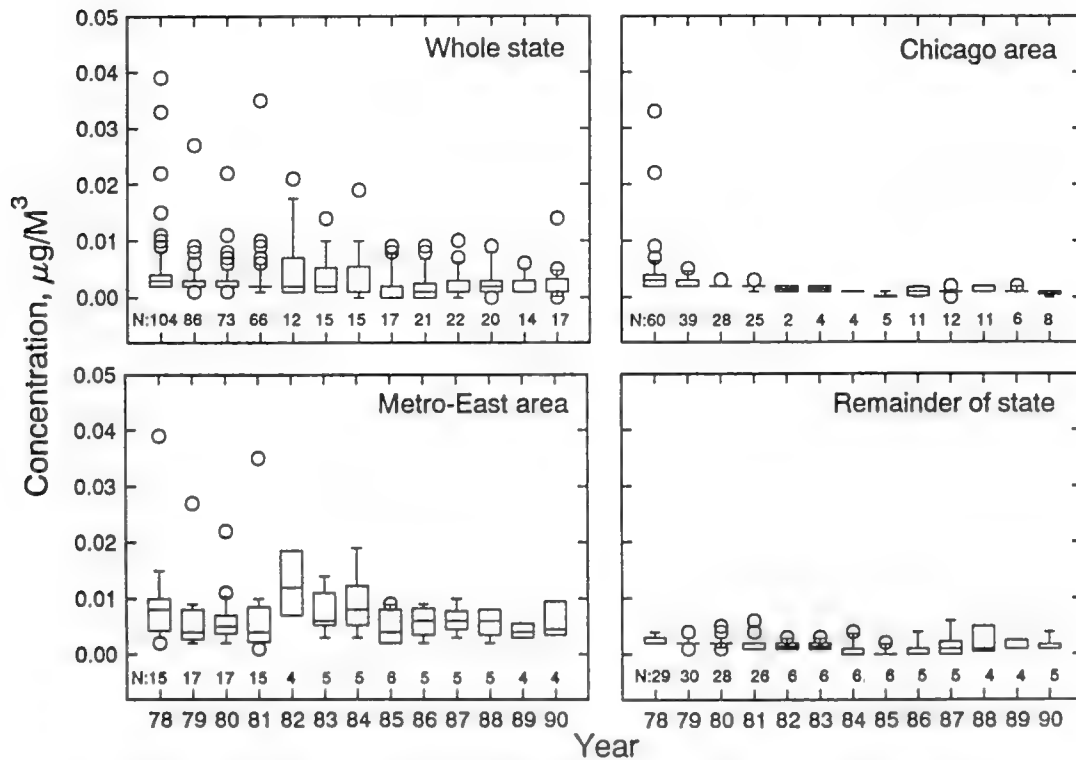 Concentration, μg/M³
Whole state
0.05
0.04
0.03
0.02
0.01
0.00
N:104 86 73 66 12 15 15 17 21 22 20 14 17
Chicago area
N:60 39 28 25 2 4 4 5 11 12 11 6 8
Metro-East area
0.05
0.04
0.03
0.02
0.01
0.00
N:15 17 17 15 4 5 5 6 5 5 5 4 4
78 79 80 81 82 83 84 85 86 87 88 89 90
Remainder of state
N:29 30 28 26 6 6 6 6 5 5 4 4 5
78 79 80 81 82 83 84 85 86 87 88 89 90
Year